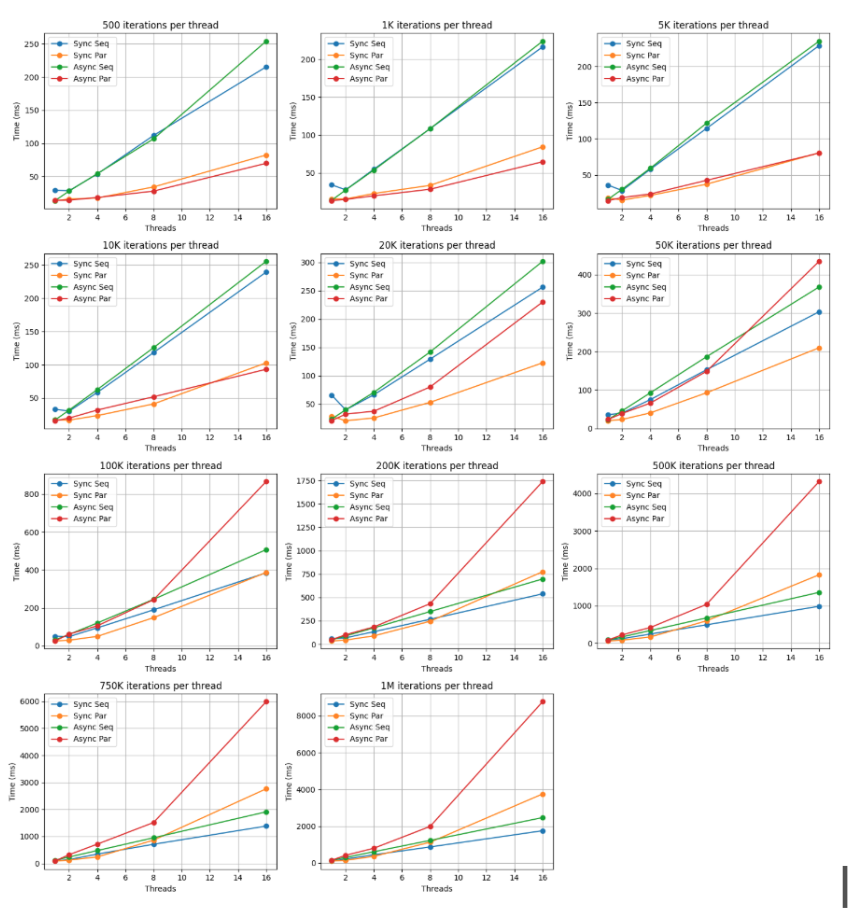 500 iterations per thread
Sync Seq
Sync Par
Async Seq
Async Par
250
200
150
100
50
Time (ms)
2 4 6 8 10 12 14 16
Threads
1K iterations per thread
Sync Seq
Sync Par
Async Seq
Async Par
200
150
100
50
Time (ms)
2 4 6 8 10 12 14 16
Threads
5K iterations per thread
Sync Seq
Sync Par
Async Seq
Async Par
200
150
100
50
Time (ms)
2 4 6 8 10 12 14 16
Threads
10K iterations per thread
Sync Seq
Sync Par
Async Seq
Async Par
250
200
150
100
50
Time (ms)
2 4 6 8 10 12 14 16
Threads
20K iterations per thread
Sync Seq
Sync Par
Async Seq
Async Par
300
250
200
150
100
50
Time (ms)
2 4 6 8 10 12 14 16
Threads
50K iterations per thread
Sync Seq
Sync Par
Async Seq
Async Par
400
300
200
100
0
Time (ms)
2 4 6 8 10 12 14 16
Threads
100K iterations per thread
Sync Seq
Sync Par
Async Seq
Async Par
800
600
400
200
0
Time (ms)
2 4 6 8 10 12 14 16
Threads
200K iterations per thread
Sync Seq
Sync Par
Async Seq
Async Par
1750
1500
1250
1000
750
500
250
0
Time (ms)
2 4 6 8 10 12 14 16
Threads
500K iterations per thread
Sync Seq
Sync Par
Async Seq
Async Par
4000
3000
2000
1000
0
Time (ms)
2 4 6 8 10 12 14 16
Threads
750K iterations per thread
Sync Seq
Sync Par
Async Seq
Async Par
6000
5000
4000
3000
2000
1000
0
Time (ms)
2 4 6 8 10 12 14 16
Threads
1M iterations per thread
Sync Seq
Sync Par
Async Seq
Async Par
8000
6000
4000
2000
0
Time (ms)
2 4 6 8 10 12 14 16
Threads